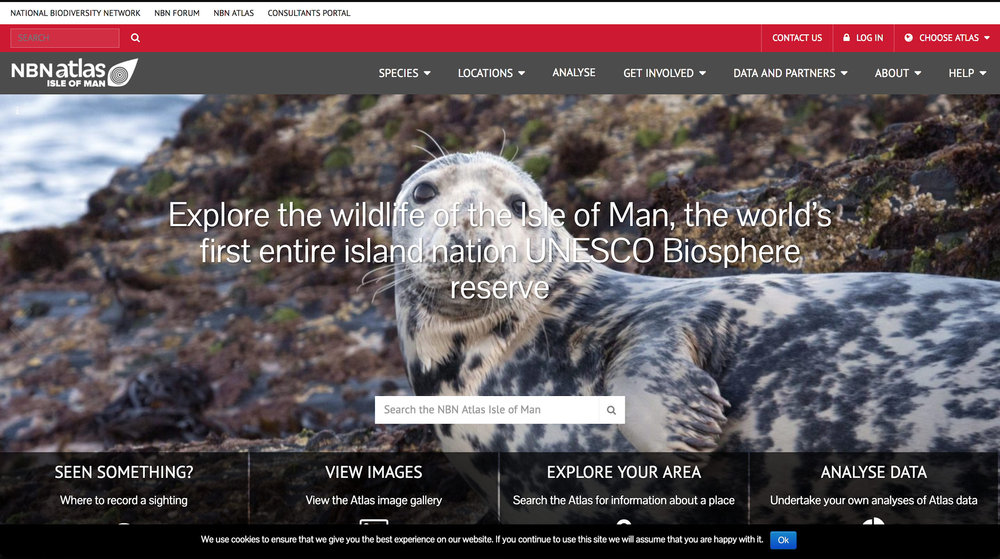 NATIONAL BIODIVERSITY NETWORK NBN FORUM NBN ATLAS CONSULTANTS PORTAL
SEARCH CONTACT US LOG IN CHOOSE ATLAS
NBN atlas
ISLE OF MAN
SPECIES LOCATIONS ANALYSE GET INVOLVED DATA AND PARTNERS ABOUT HELP
i
Explore the wildlife of the Isle of Man, the world’s
first entire island nation UNESCO Biosphere
reserve
Search the NBN Atlas Isle of Man
SEEN SOMETHING?
Where to record a sighting
VIEW IMAGES
View the Atlas image gallery
EXPLORE YOUR AREA
Search the Atlas for information about a place
ANALYSE DATA
Undertake your own analyses of Atlas data
We use cookies to ensure that we give you the best experience on our website. If you continue to use this site we will assume that you are happy with it. Ok